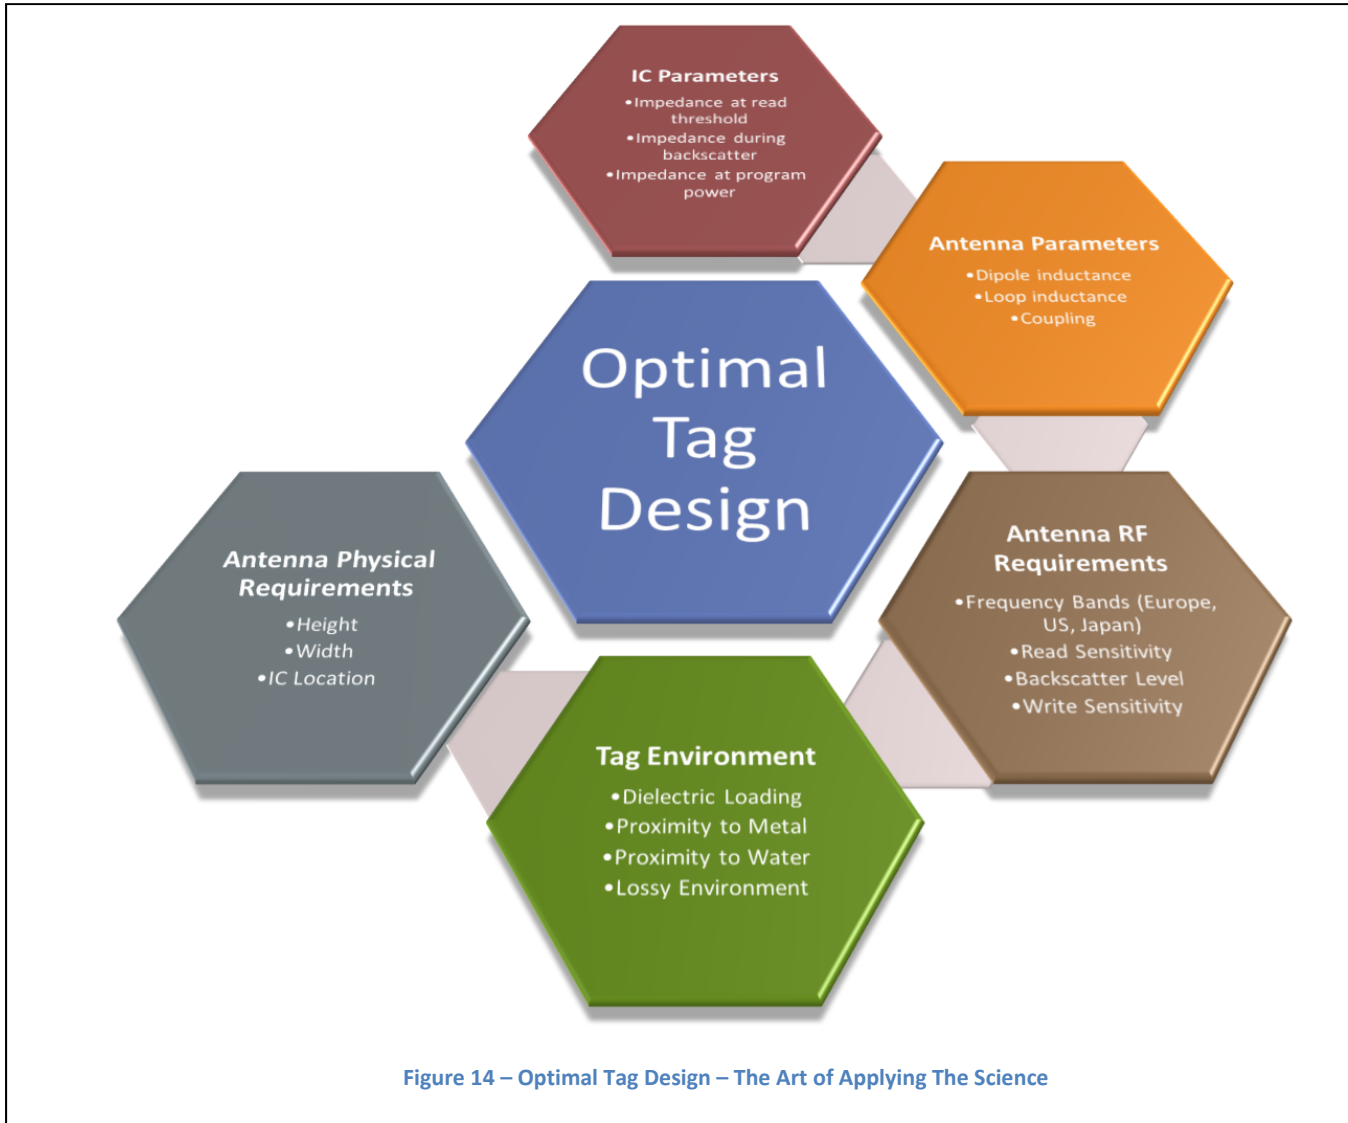 IC Parameters
•Impedance at read
threshold
•Impedance during
backscatter
•Impedance at program
power
Antenna Parameters
•Dipole inductance
•Loop inductance
•Coupling
Optimal
Tag
Design
Antenna RF
Requirements
•Frequency Bands (Europe,
US, Japan)
•Read Sensitivity
•Backscatter Level
•Write Sensitivity
Antenna Physical
Requirements
•Height
•Width
•IC Location
Tag Environment
•Dielectric Loading
•Proximity to Metal
•Proximity to Water
•Lossy Environment
Figure 14 – Optimal Tag Design – The Art of Applying The Science